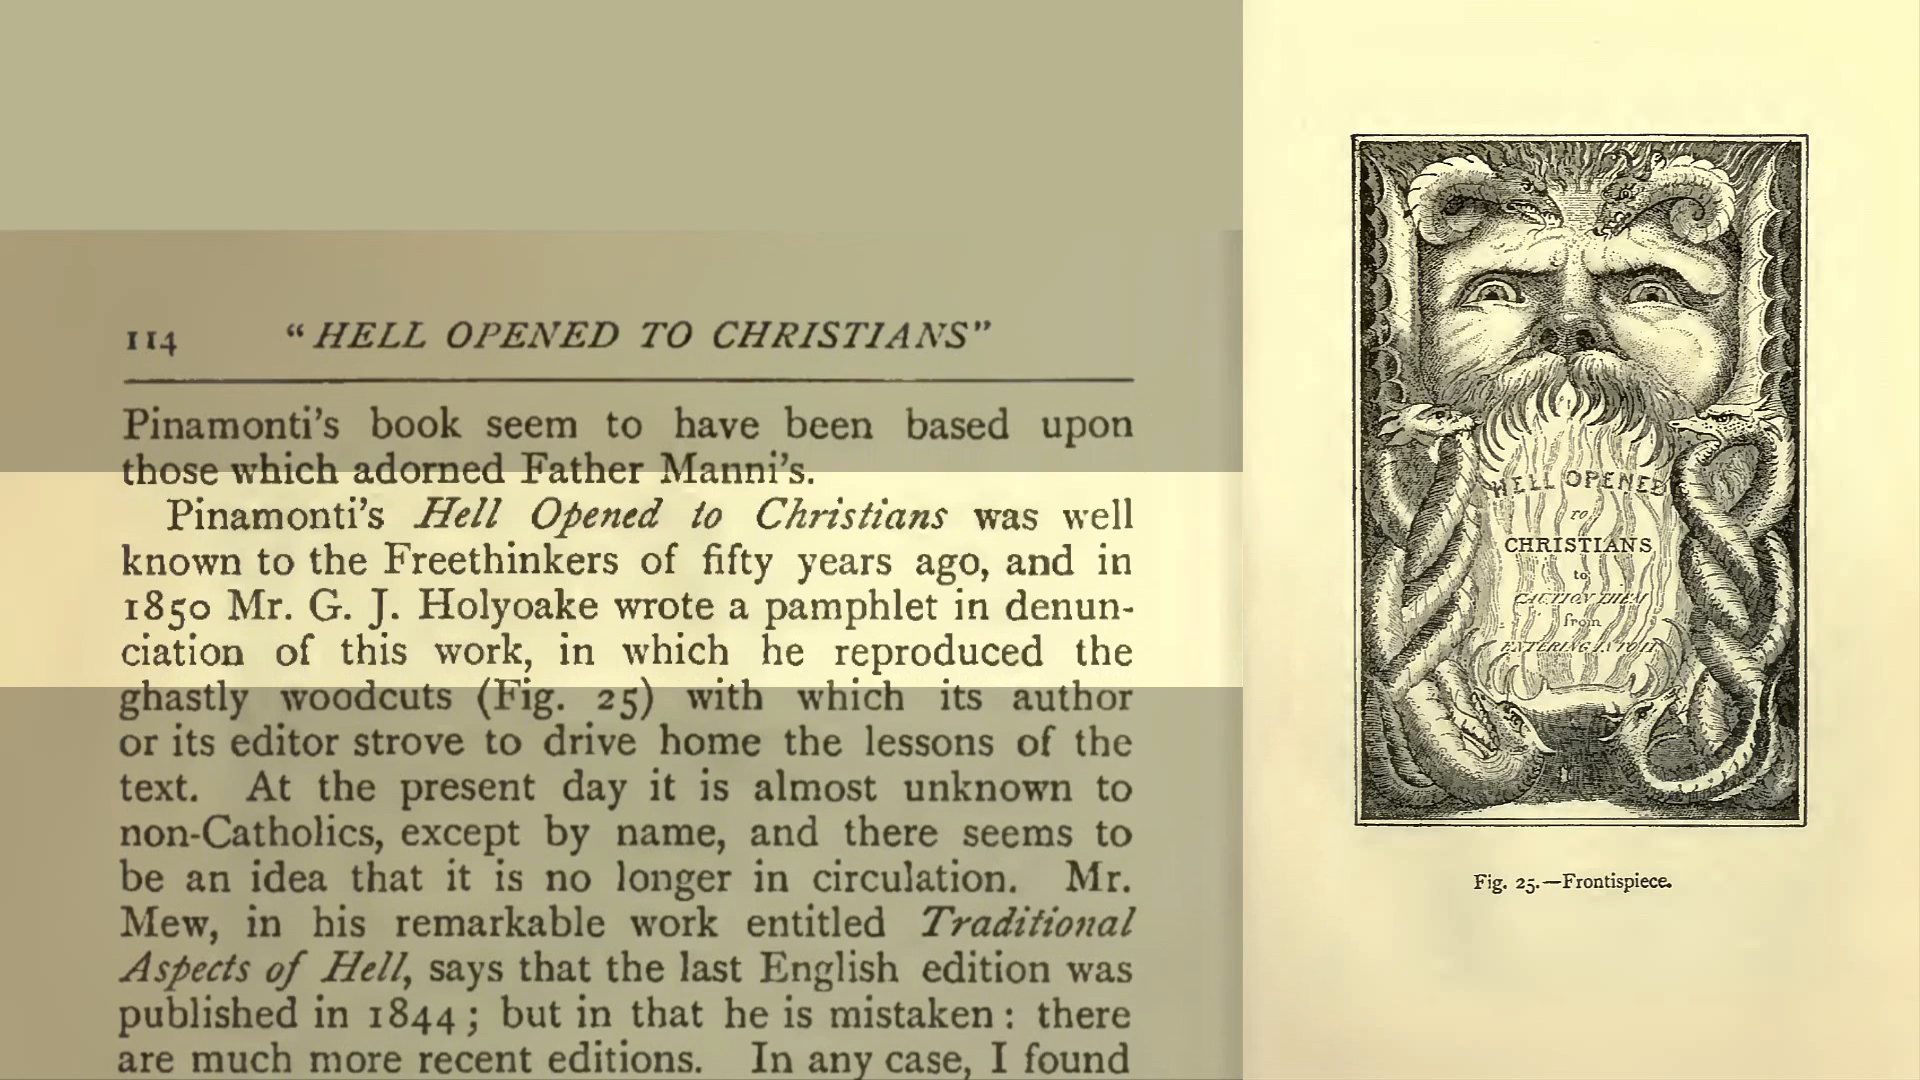 114 "HELL OPENED TO CHRISTIANS"
Pinamonti's book seem to have been based upon
those which adorned Father Manni's.
Pinamonti's Hell Opened to Christians was well
known to the Freethinkers of fifty years ago, and in
1850 Mr. G. J. Holyoake wrote a pamphlet in denun-
ciation of this work, in which he reproduced the
ghastly woodcuts (Fig. 25) with which its author
or its editor strove to drive home the lessons of the
text. At the present day it is almost unknown to
non-Catholics, except by name, and there seems to
be an idea that it is no longer in circulation. Mr.
Mew, in his remarkable work entitled Traditional
Aspects of Hell, says that the last English edition was
published in 1844; but in that he is mistaken: there
are much more recent editions. In any case, I found
HELL OPENED
TO
CHRISTIANS
to
CAUTION THEM
from
ENTERING INTO IT
Fig. 25.—Frontispiece.